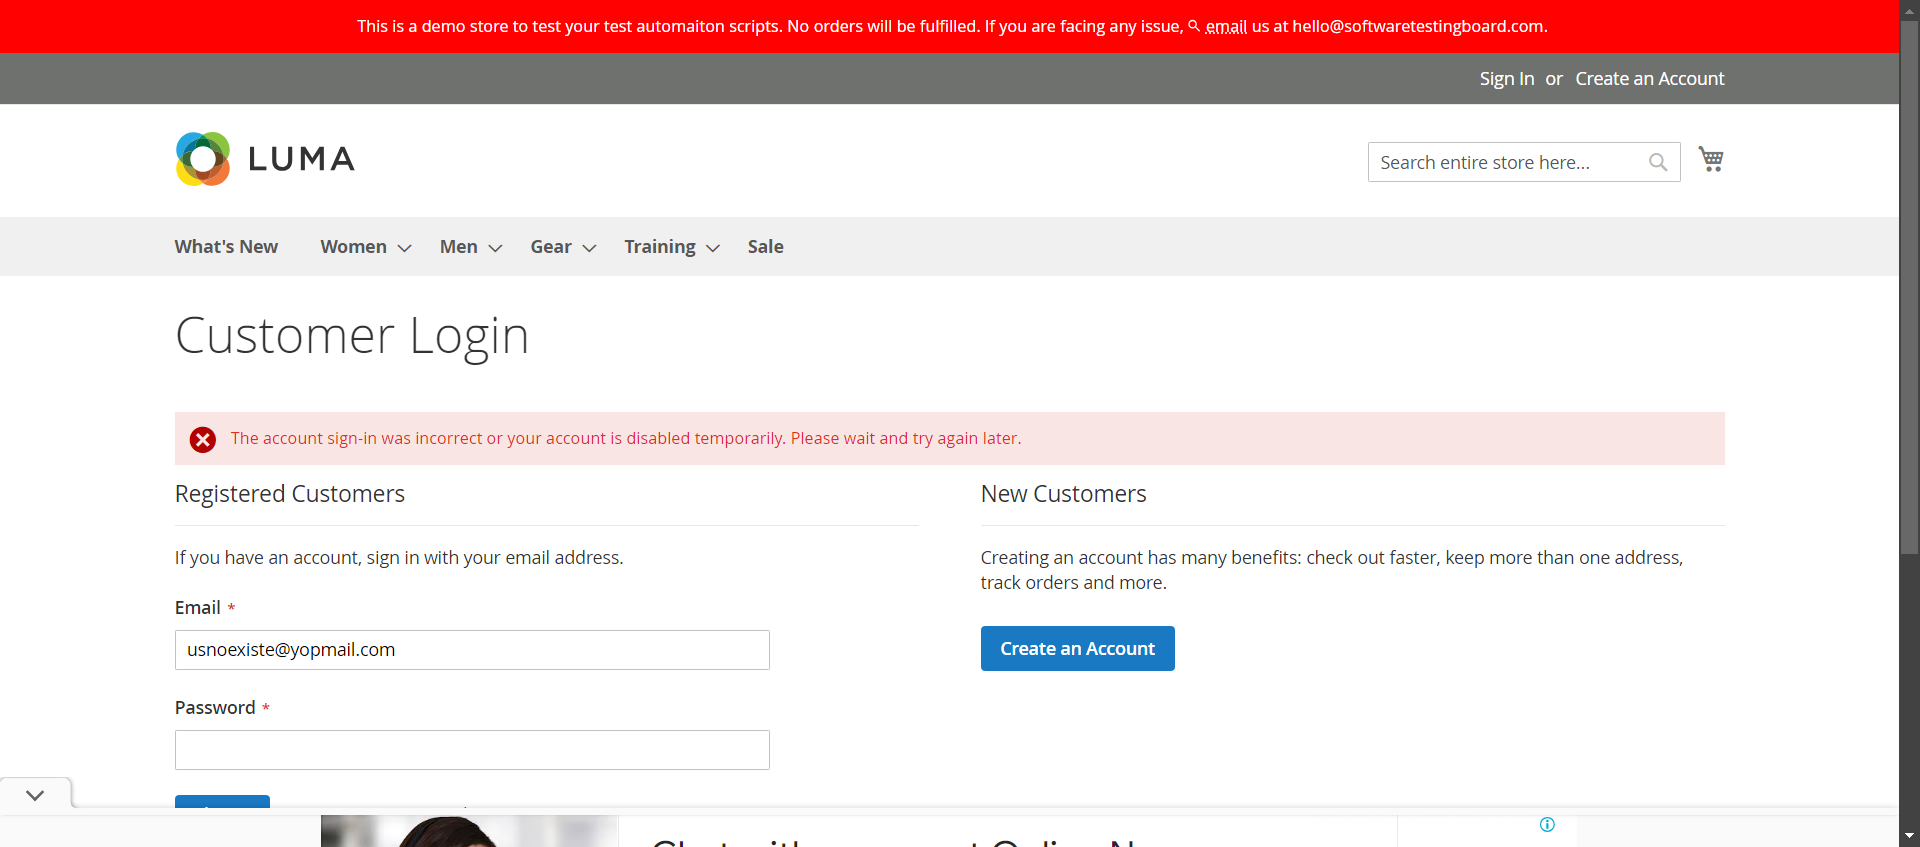 This is a demo store to test your test automaiton scripts. No orders will be fulfilled. If you are facing any issue, email us at hello@softwaretestingboard.com.
Sign In or Create an Account
LUMA
Search entire store here...
What's New Women Men Gear Training Sale
Customer Login
The account sign-in was incorrect or your account is disabled temporarily. Please wait and try again later.
Registered Customers
If you have an account, sign in with your email address.
Email *
usnoexiste@yopmail.com
Password *
New Customers
Creating an account has many benefits: check out faster, keep more than one address,
track orders and more.
Create an Account